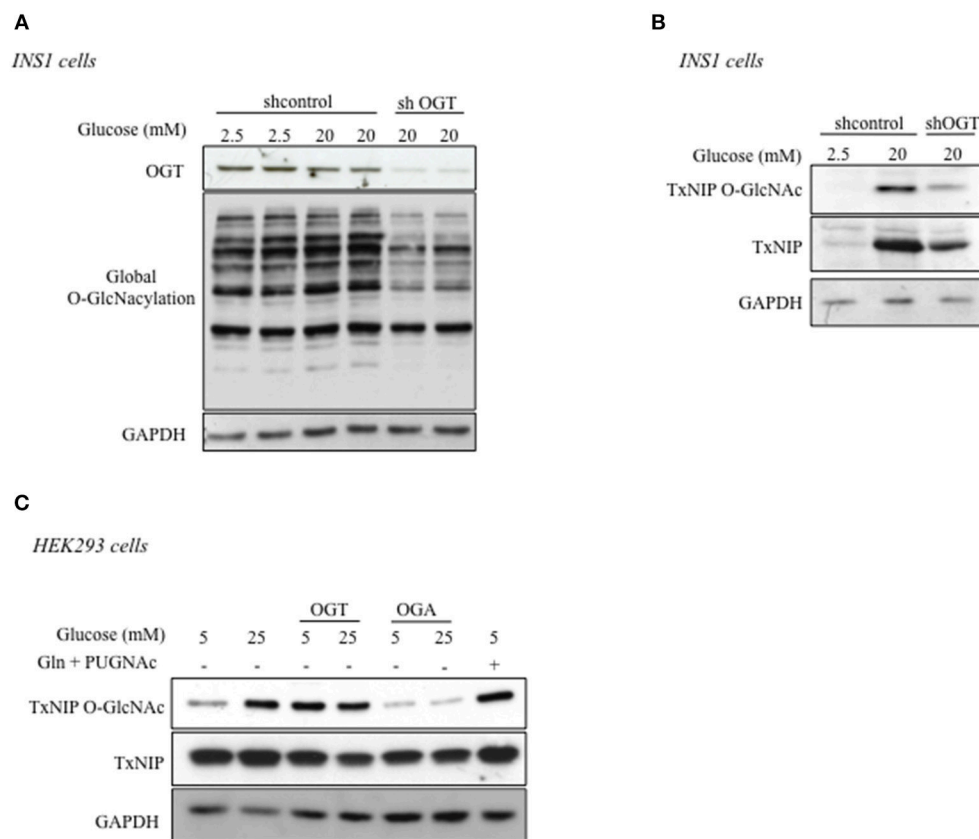 A
INS1 cells
shcontrol sh OGT
Glucose (mM) 2.5 2.5 20 20 20 20
OGT
Global
O-GlcNacylation
GAPDH
B
INS1 cells
shcontrol shOGT
Glucose (mM) 2.5 20 20
TxNIP O-GlcNAc
TxNIP
GAPDH
C
HEK293 cells
OGT OGA
Glucose (mM) 5 25 5 25 5 25 5
Gln + PUGNAc - - - - - - +
TxNIP O-GlcNAc
TxNIP
GAPDH